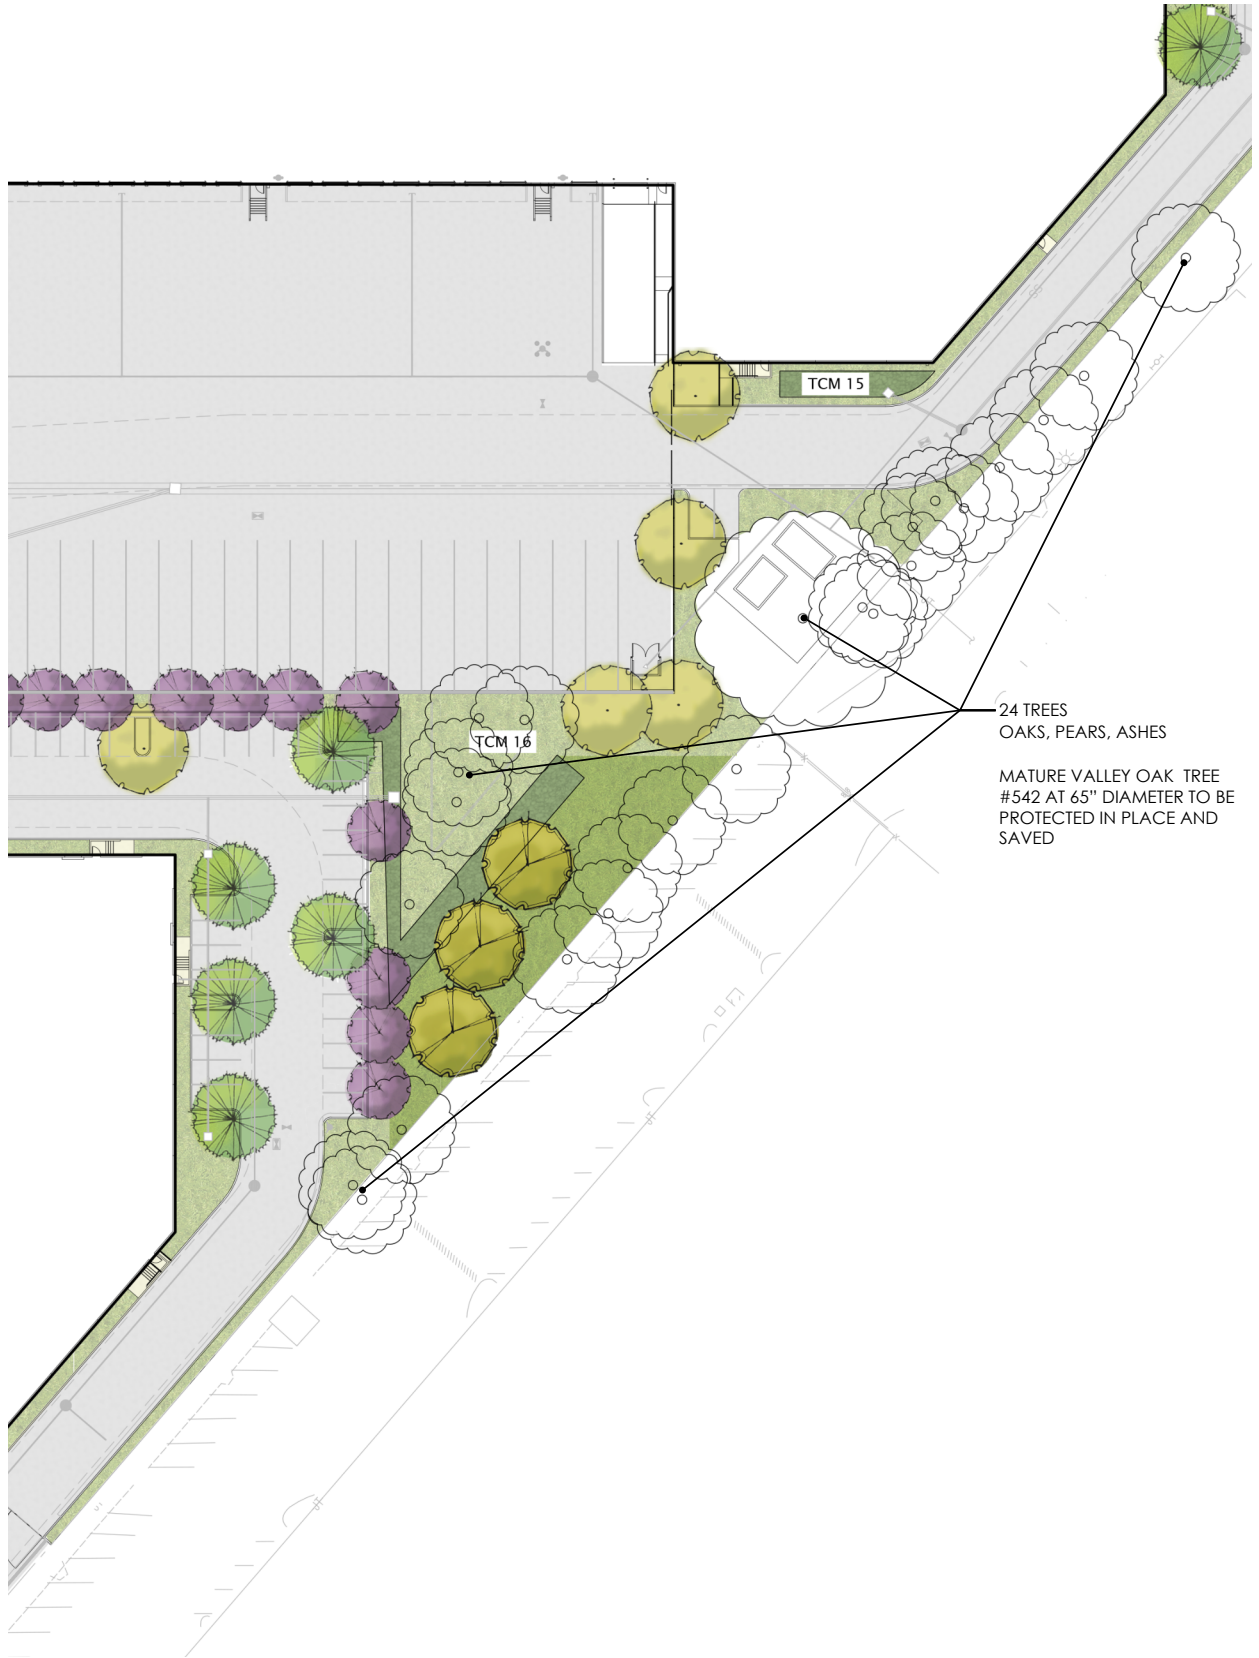 TCM 15
TCM 16
24 TREES
OAKS, PEARS, ASHES
MATURE VALLEY OAK TREE
#542 AT 65” DIAMETER TO BE
PROTECTED IN PLACE AND
SAVED